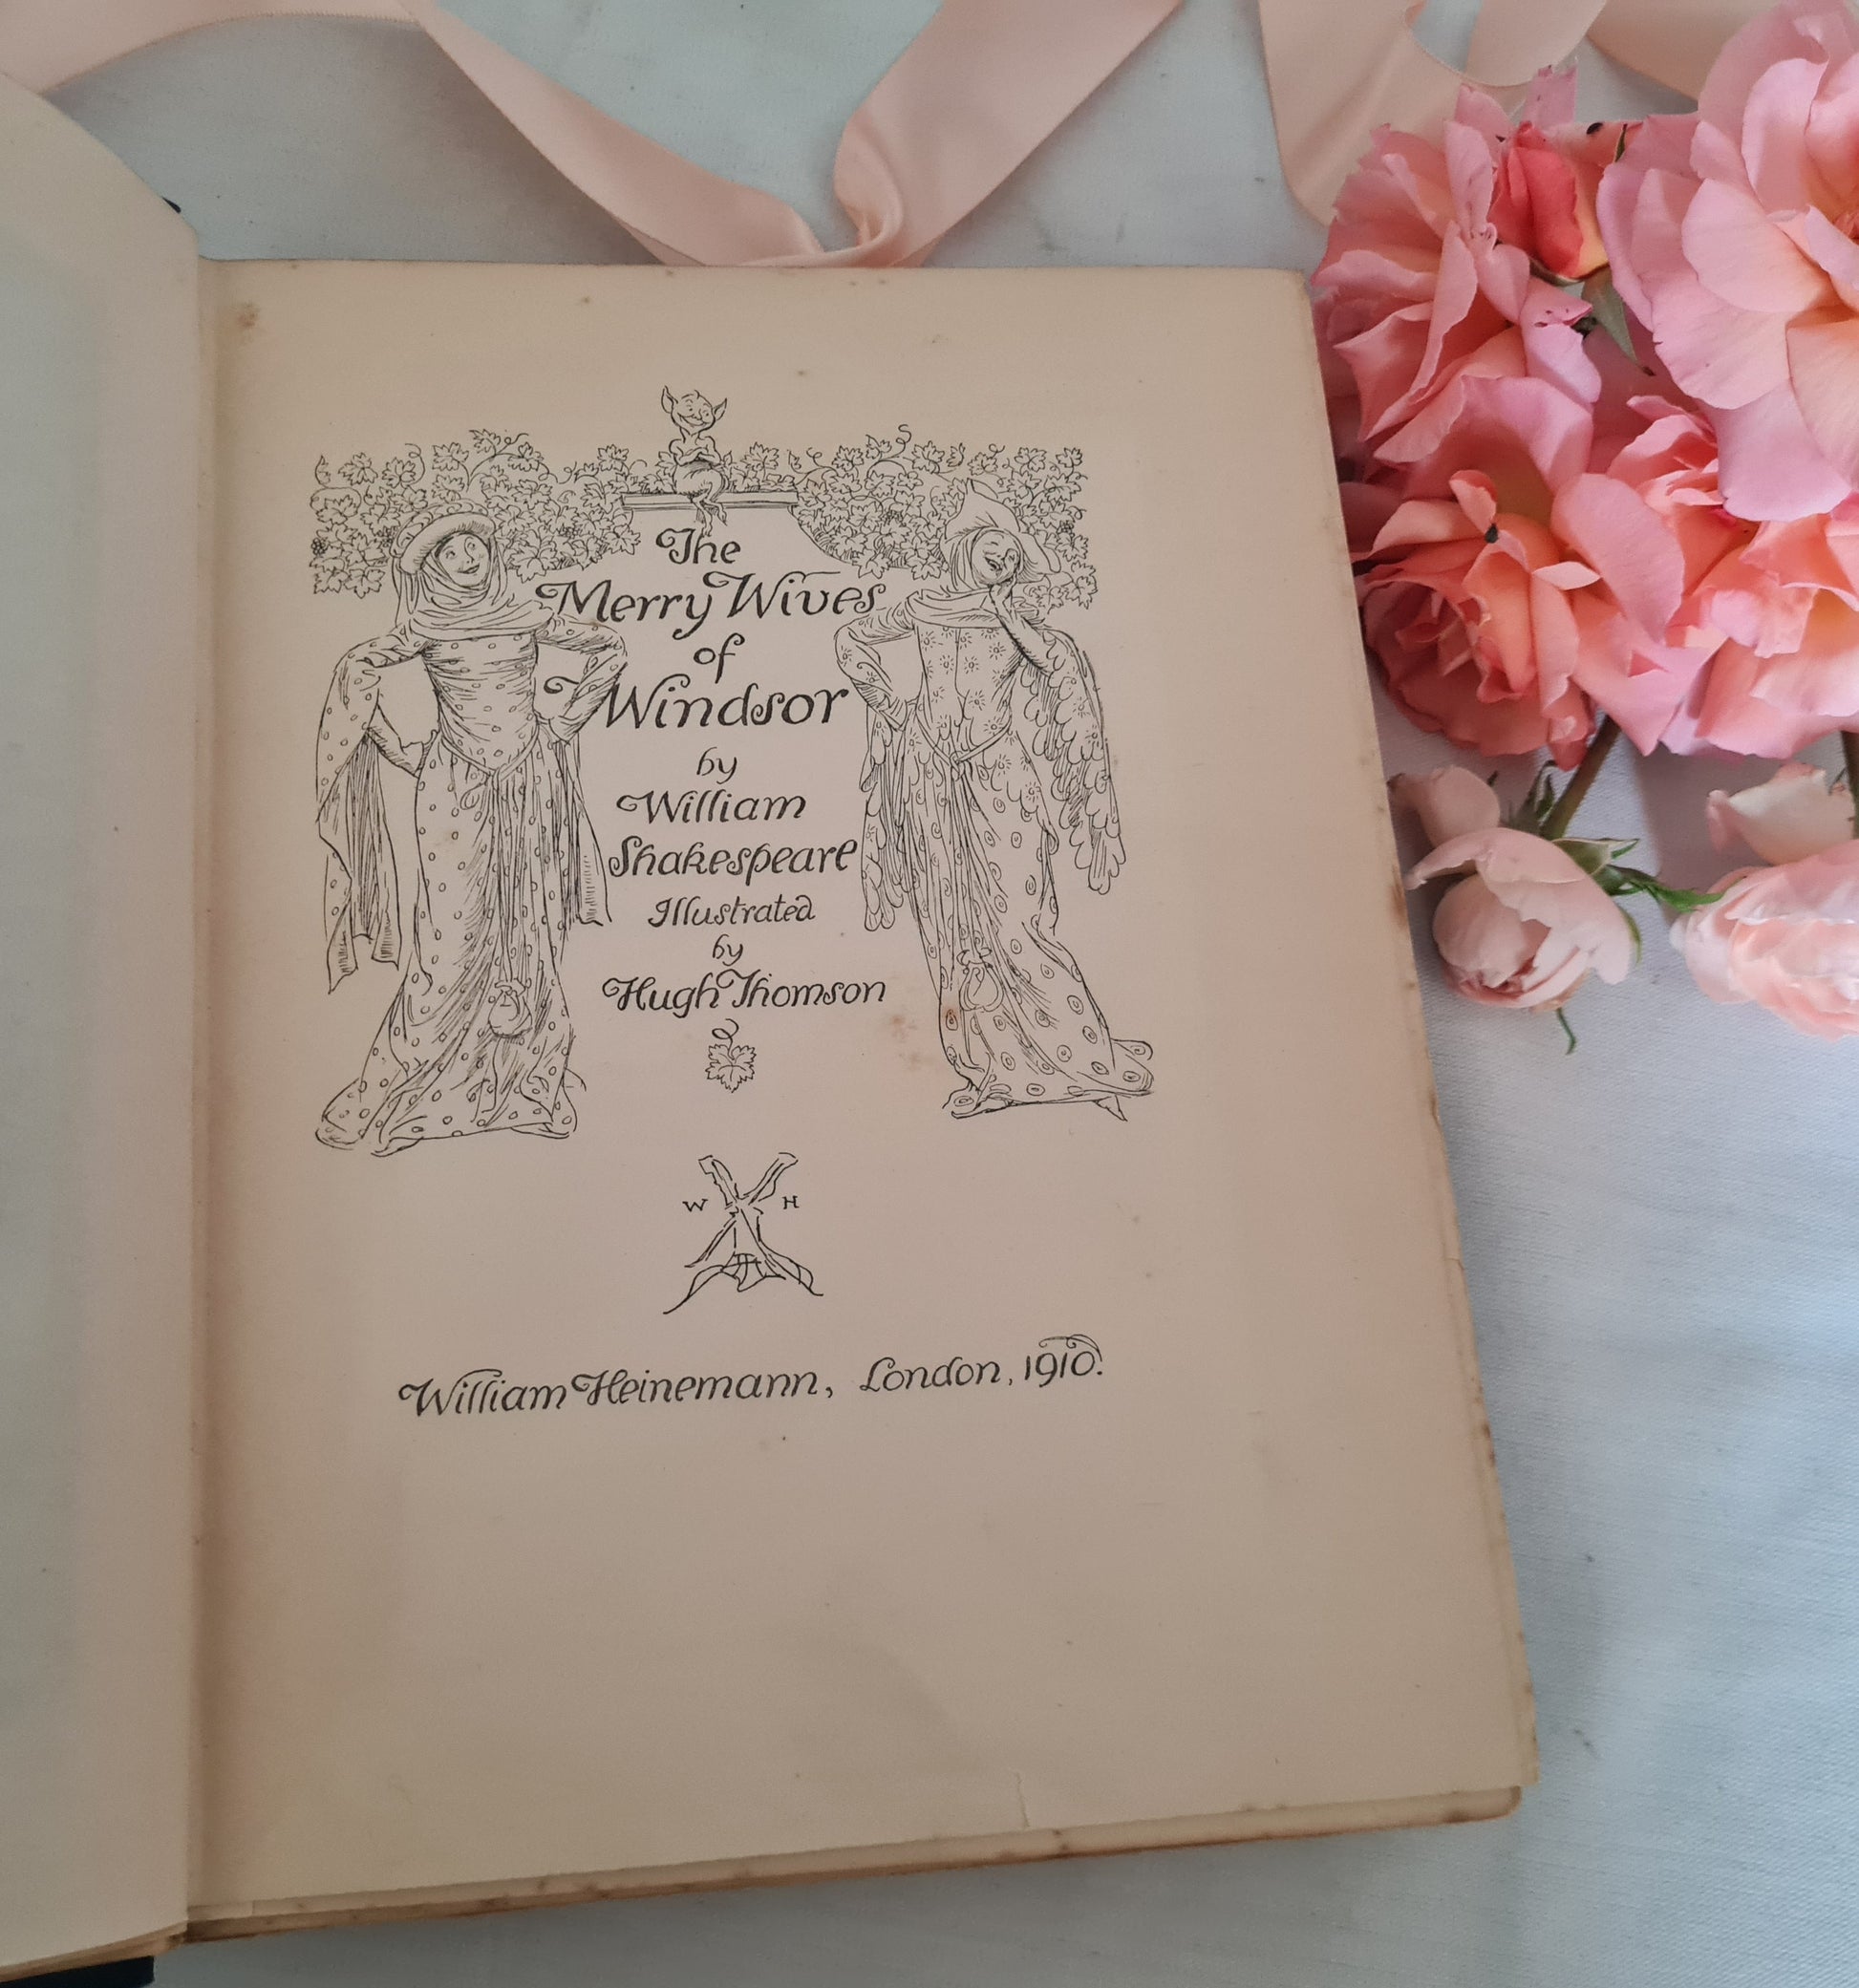 The
Merry Wives
of
Windsor
by
William
Shakespeare
Illustrated
by
Hugh Thomson
W H
William Heinemann, London, 1910.